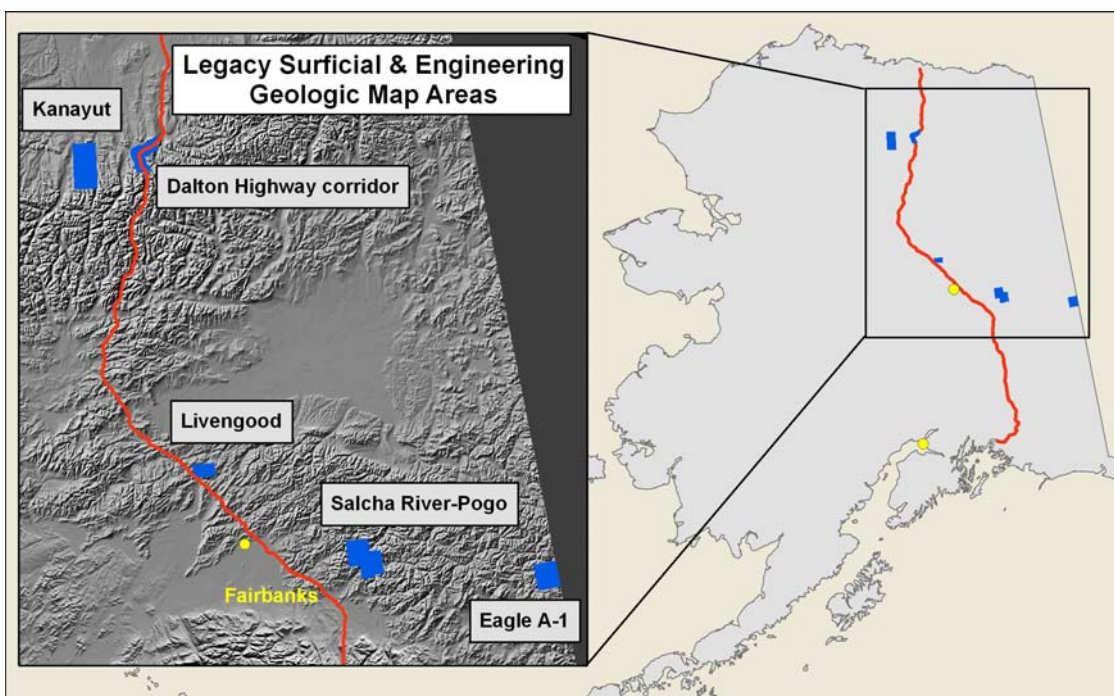 Legacy Surficial & Engineering
Geologic Map Areas
Kanayut
Dalton Highway corridor
Livengood
Salcha River-Pogo
Fairbanks
Eagle A-1